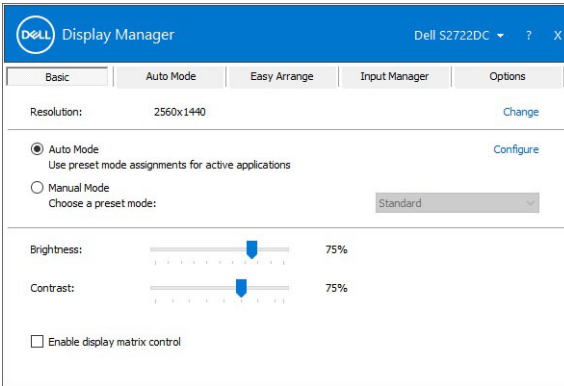 DELL Display Manager Dell S2722DC ? X
Basic Auto Mode Easy Arrange Input Manager Options
Resolution: 2560x1440 Change
Auto Mode Configure
Use preset mode assignments for active applications
Manual Mode
Choose a preset mode: Standard
Brightness: 75%
Contrast: 75%
Enable display matrix control